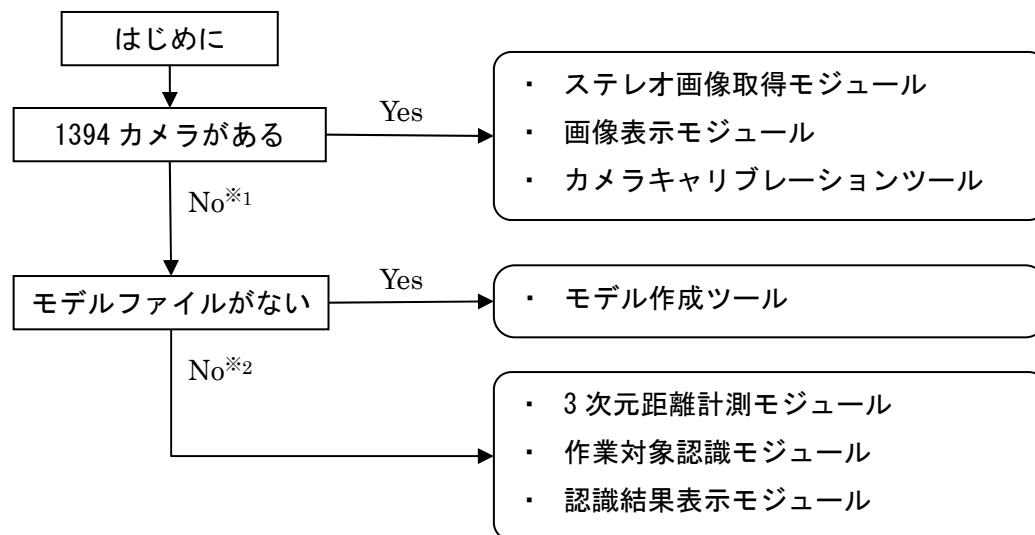 はじめに
1394 カメラがある
Yes
・ ステレオ画像取得モジュール
・ 画像表示モジュール
・ カメラキャリブレーションツール
No※1
モデルファイルがない
Yes
・ モデル作成ツール
No※2
・ 3 次元距離計測モジュール
・ 作業対象認識モジュール
・ 認識結果表示モジュール